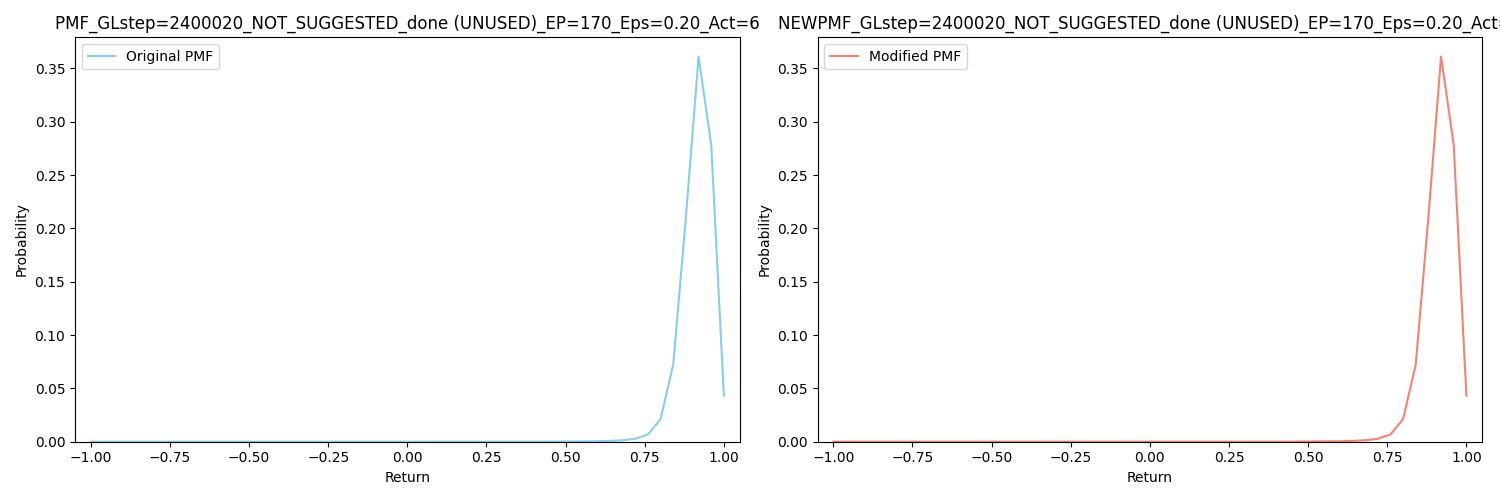 PMF_GLstep=2400020_NOT_SUGGESTED_done (UNUSED)_EP=170_Eps=0.20_Act=6
Original PMF
Probability
0.35
0.30
0.25
0.20
0.15
0.10
0.05
0.00
−1.00 −0.75 −0.50 −0.25 0.00 0.25 0.50 0.75 1.00
Return
NEWPMF_GLstep=2400020_NOT_SUGGESTED_done (UNUSED)_EP=170_Eps=0.20_Act=
Modified PMF
Probability
0.35
0.30
0.25
0.20
0.15
0.10
0.05
0.00
−1.00 −0.75 −0.50 −0.25 0.00 0.25 0.50 0.75 1.00
Return